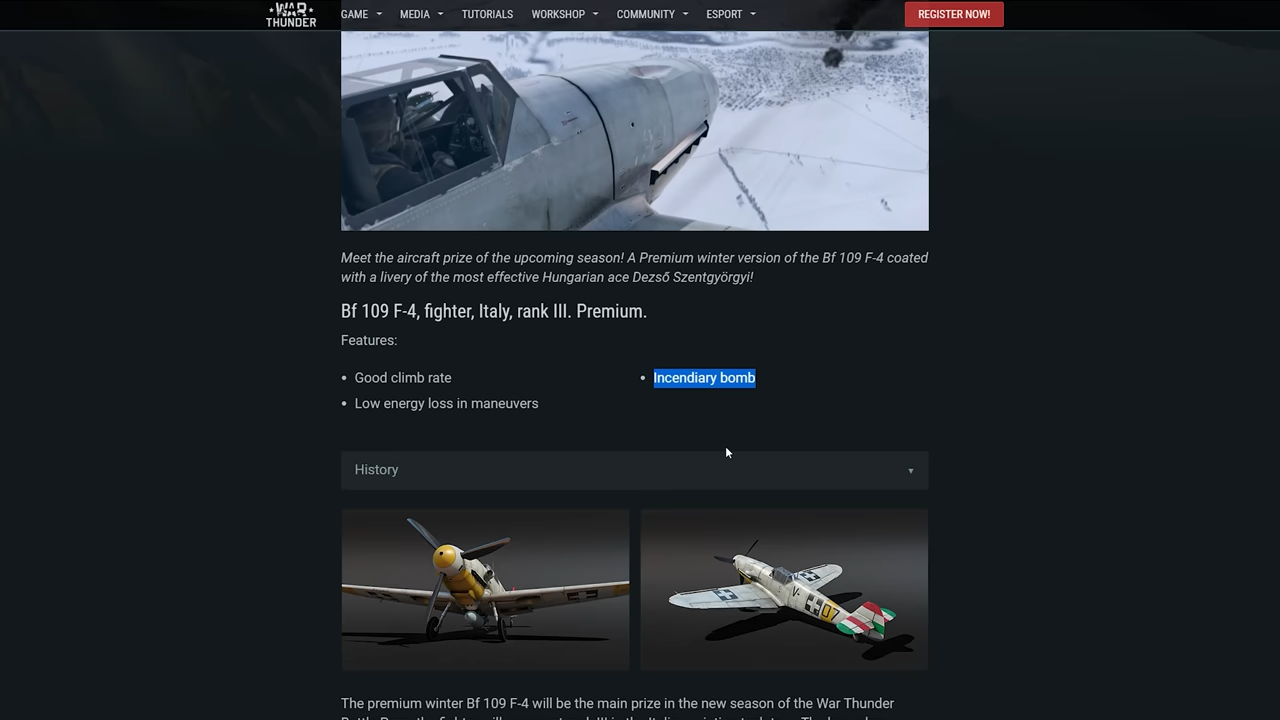 WAR
THUNDER
GAME
MEDIA
TUTORIALS
WORKSHOP
COMMUNITY
ESPORT
REGISTER NOW!
Meet the aircraft prize of the upcoming season! A Premium winter version of the Bf 109 F-4 coated
with a livery of the most effective Hungarian ace Dezső Szentgyörgyi!
Bf 109 F-4, fighter, Italy, rank III. Premium.
Features:
• Good climb rate
• Low energy loss in maneuvers
• Incendiary bomb
History
V-
07
The premium winter Bf 109 F-4 will be the main prize in the new season of the War Thunder